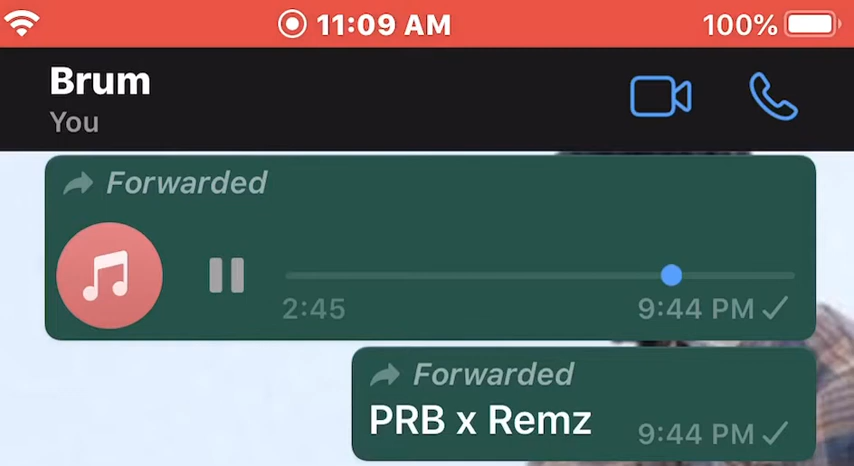 11:09 AM
100%
Brum
You
Forwarded
2:45
9:44 PM
Forwarded
PRB x Remz
9:44 PM